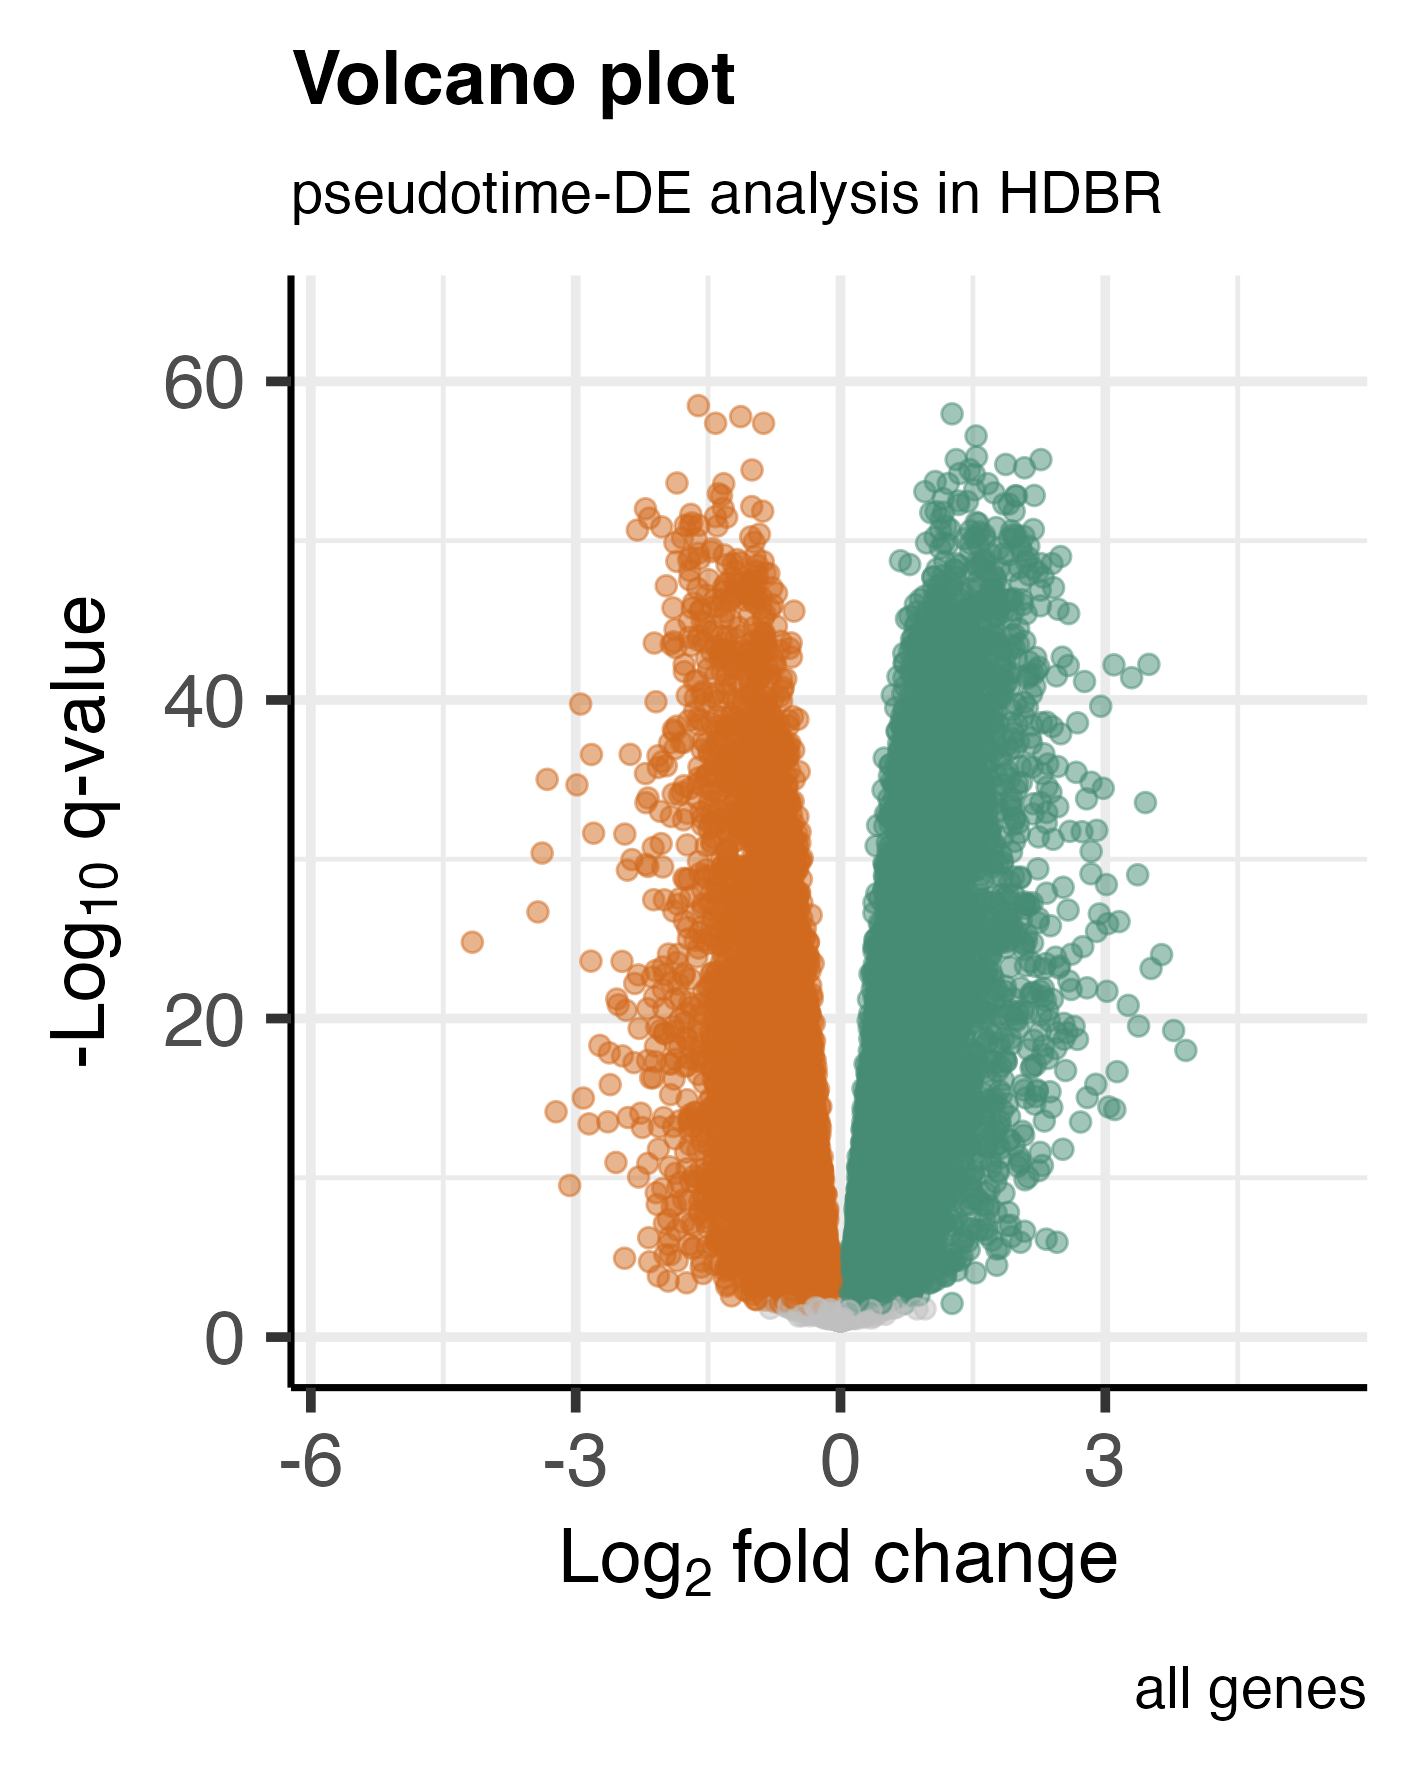 Volcano plot
pseudotime-DE analysis in HDBR
60
40
20
0
-Log10 q-value
-6 -3 0 3
Log2 fold change
all genes